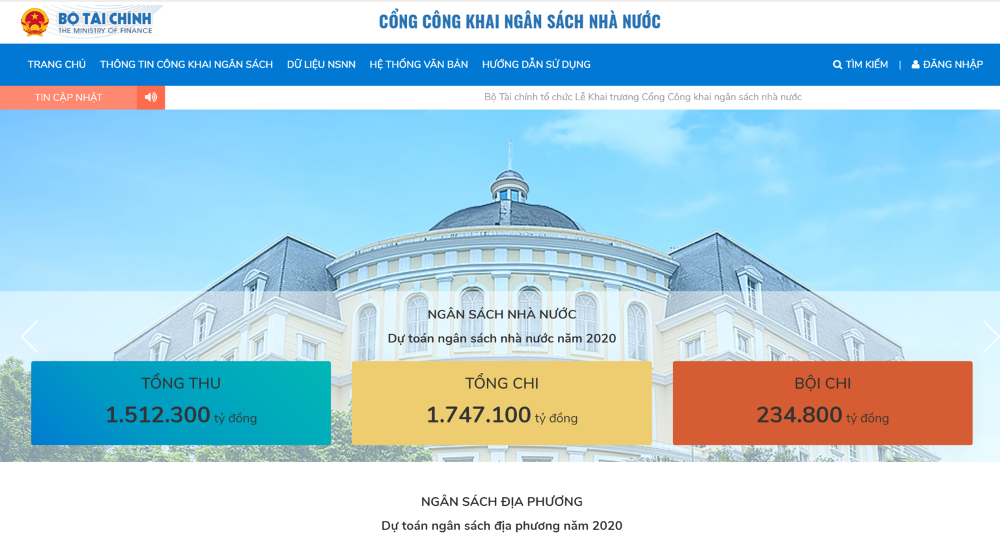 BỘ TÀI CHÍNH
THE MINISTRY OF FINANCE
CỔNG CÔNG KHAI NGÂN SÁCH NHÀ NƯỚC
TRANG CHỦ THÔNG TIN CÔNG KHAI NGÂN SÁCH DỮ LIỆU NSNN HỆ THỐNG VĂN BẢN HƯỚNG DẪN SỬ DỤNG TÌM KIẾM | ĐĂNG NHẬP
TIN CẬP NHẬT Bộ Tài chính tổ chức Lễ Khai trương Cổng Công khai ngân sách nhà nước
NGÂN SÁCH NHÀ NƯỚC
Dự toán ngân sách nhà nước năm 2020
TỔNG THU
1.512.300 tỷ đồng
TỔNG CHI
1.747.100 tỷ đồng
BỘI CHI
234.800 tỷ đồng
NGÂN SÁCH ĐỊA PHƯƠNG
Dự toán ngân sách địa phương năm 2020